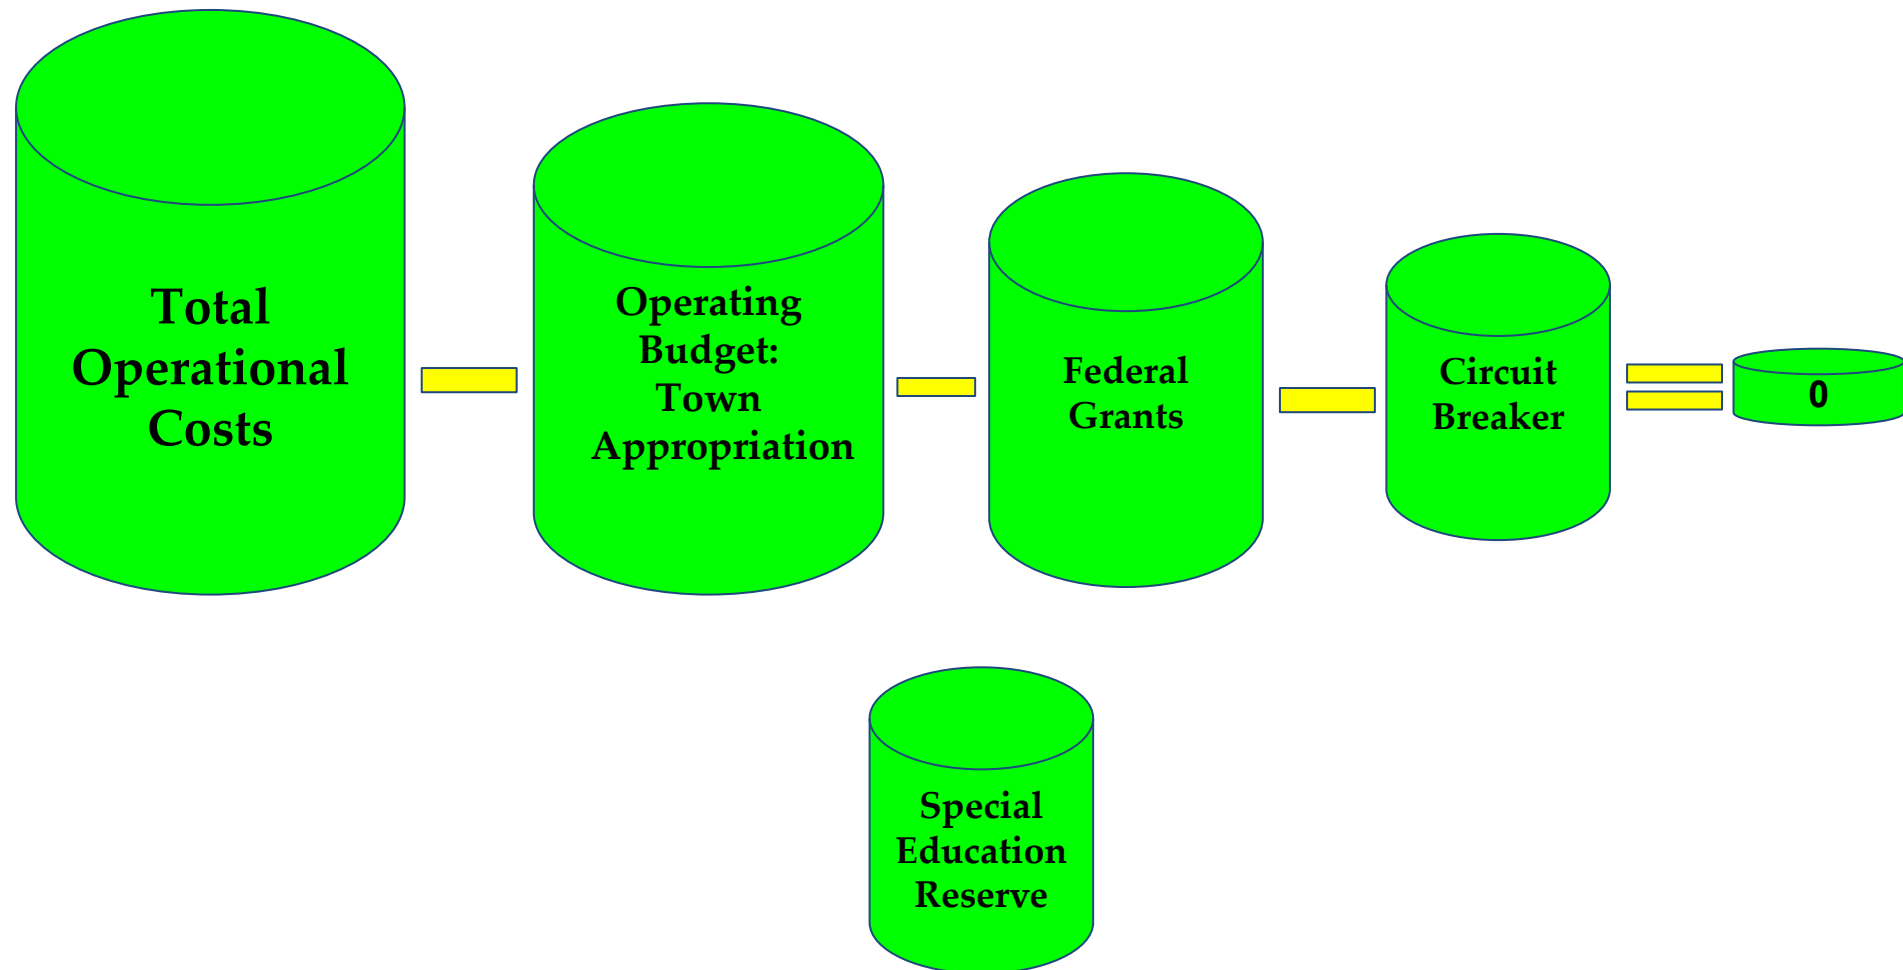 Total
Operational
Costs
Operating
Budget:
Town
Appropriation
Federal
Grants
Circuit
Breaker
0
Special
Education
Reserve